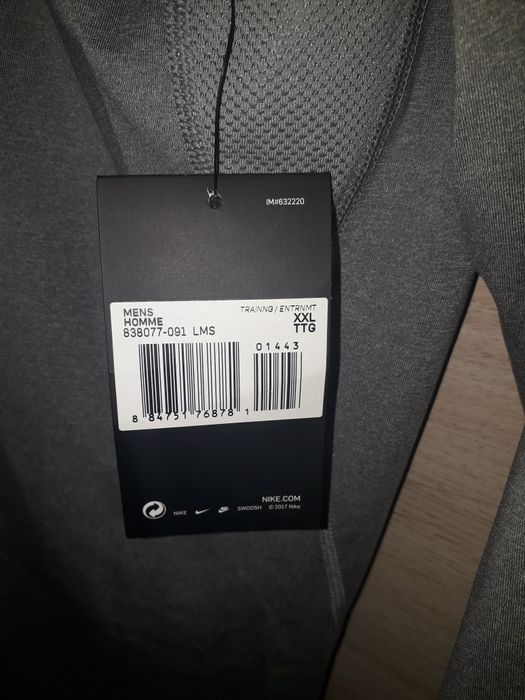 IM#632220
MENS
HOMME
838077-091 LMS
TRAINNG / ENTRNMT
XXL
TTG
01443
8 84751 76878 1
NIKE.COM
NIKE SWOOSH © 2017 Nike